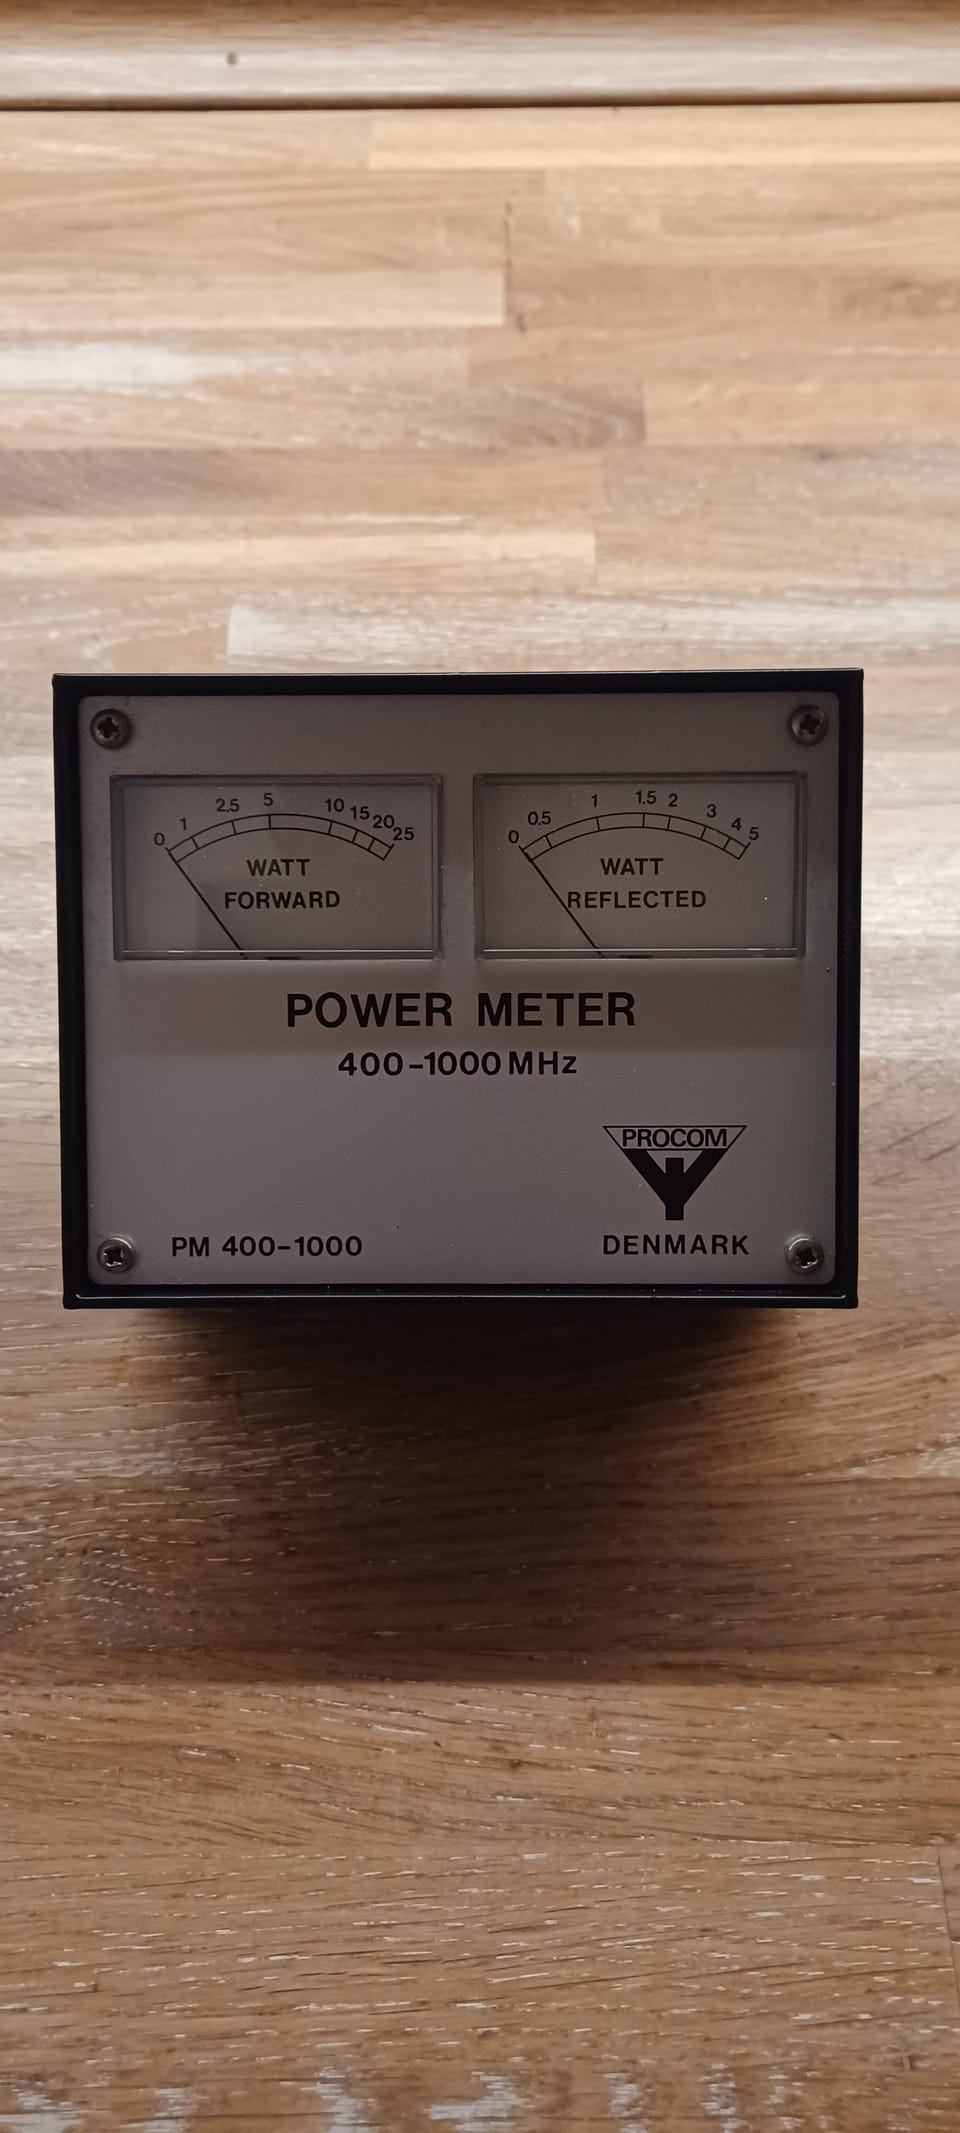 0 1 2.5 5 10 15 20 25
WATT
FORWARD
0 0.5 1 1.5 2 3 4 5
WATT
REFLECTED
POWER METER
400-1000 MHz
PROCOM
PM 400-1000
DENMARK